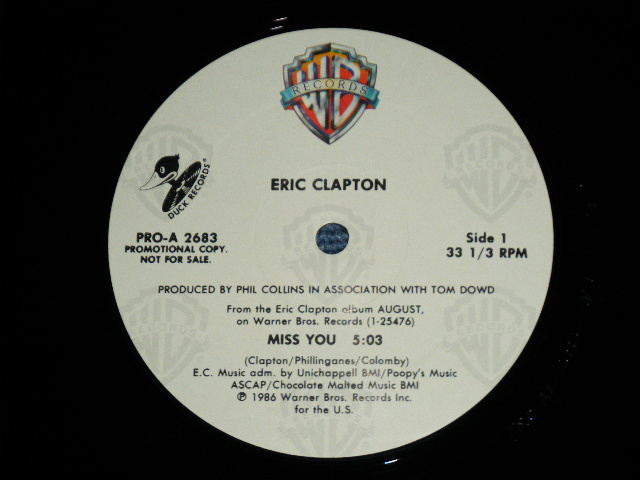 WB
RECORDS
ERIC CLAPTON
DUCK RECORDS®
PRO-A 2683
PROMOTIONAL COPY.
NOT FOR SALE.
Side 1
33 1/3 RPM
PRODUCED BY PHIL COLLINS IN ASSOCIATION WITH TOM DOWD
From the Eric Clapton album AUGUST,
on Warner Bros. Records (1-25476)
MISS YOU 5:03
(Clapton/Phillinganes/Colomby)
E.C. Music adm. by Unichappell BMI/Poopy's Music
ASCAP/Chocolate Malted Music BMI
℗ 1986 Warner Bros. Records Inc.
for the U.S.